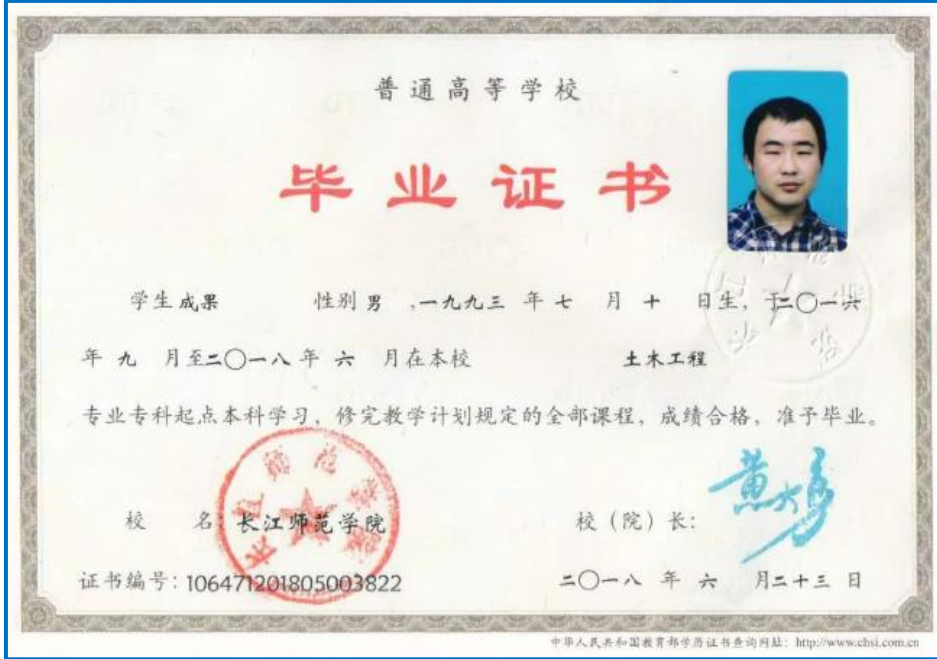 普通高等学校
毕业证书
学生 成果 性别 男 ,一九九三 年 七 月 十 日生, 于二〇一六
年 九 月至二〇一八 年 六 月在本校 土木工程
专业专科起点本科学习, 修完教学计划规定的全部课程, 成绩合格, 准予毕业。
校 名: 长江师范学院 校(院)长:
证书编号: 106471201805003822 二〇一八 年 六 月二十三 日
中华人民共和国教育部学历证书查询网址: http://www.chsi.com.cn